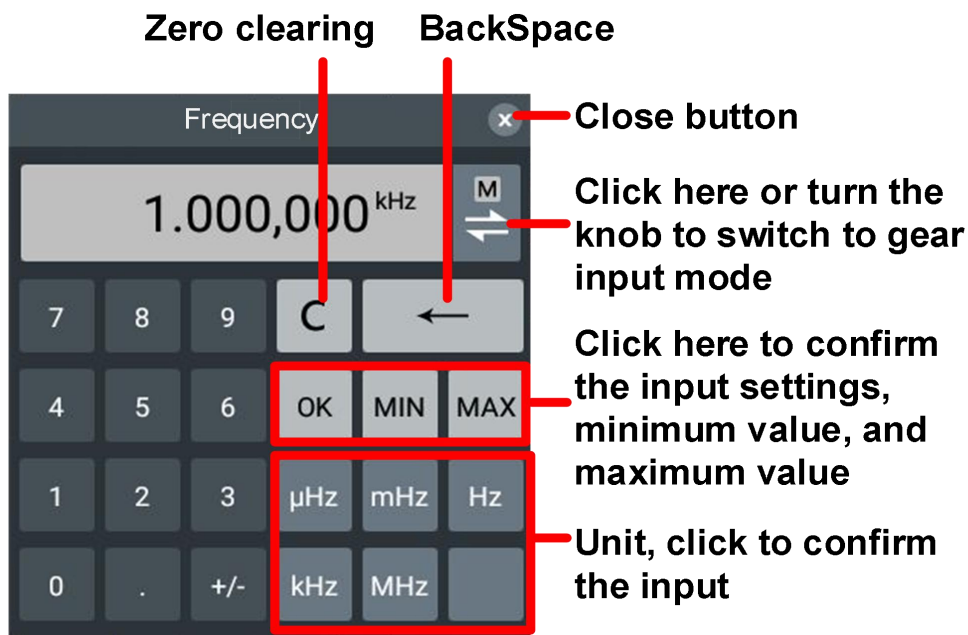 Zero clearing BackSpace
Frequency x Close button
1.000,000 kHz M
Click here or turn the
knob to switch to gear
input mode
7 8 9 C ←
Click here to confirm
the input settings,
minimum value, and
maximum value
4 5 6 OK MIN MAX
1 2 3 µHz mHz Hz
Unit, click to confirm
the input
0 . +/- kHz MHz